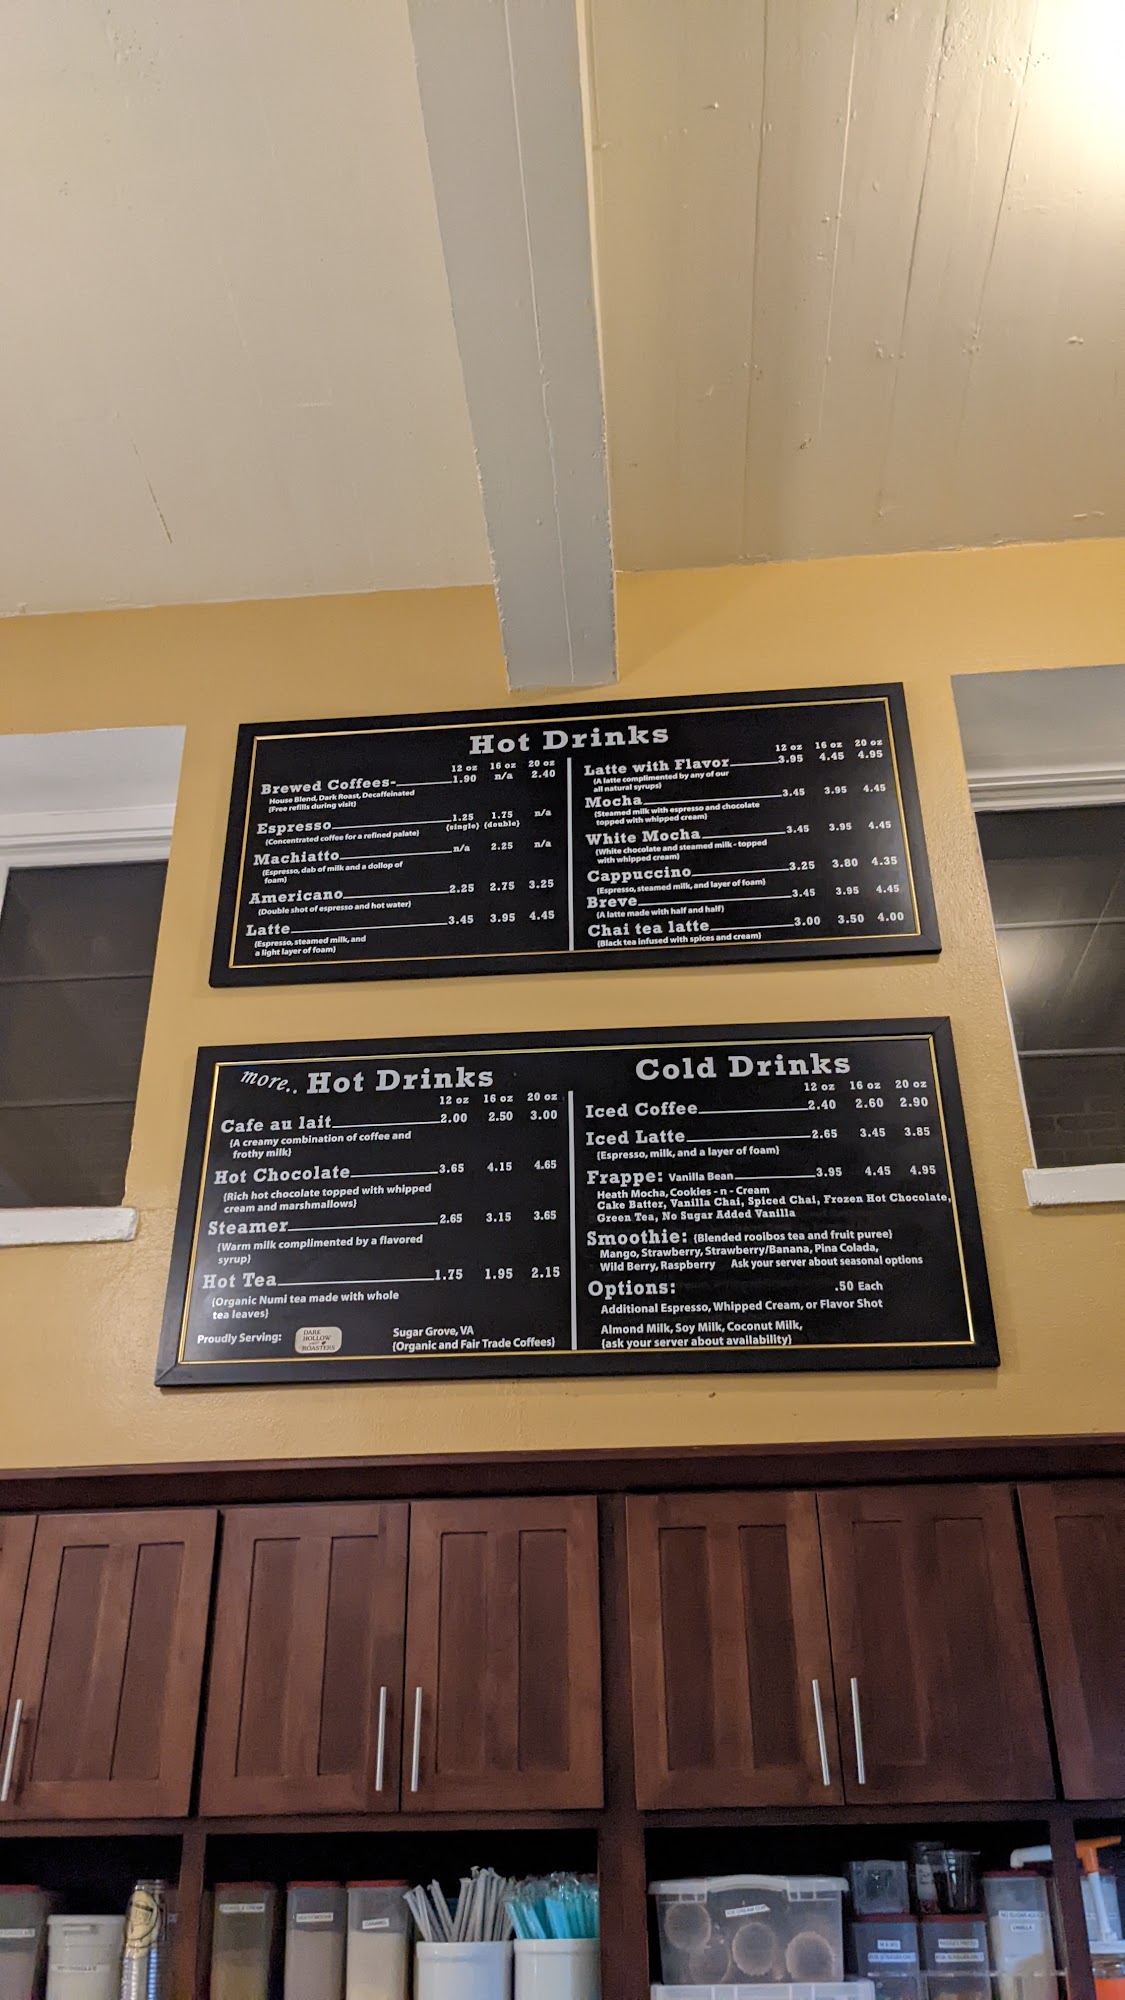 Hot Drinks
12 oz 16 oz 20 oz
Brewed Coffees- 1.90 n/a 2.40
House Blend, Dark Roast, Decaffeinated
(Free refills during visit)
Espresso 1.25 1.75 n/a
(single) (double)
(Concentrated coffee for a refined palate)
Machiatto n/a 2.25 n/a
(Espresso, dab of milk and a dollop of
foam)
Americano 2.25 2.75 3.25
(Double shot of espresso and hot water)
Latte 3.45 3.95 4.45
(Espresso, steamed milk, and
a light layer of foam)
12 oz 16 oz 20 oz
Latte with Flavor 3.95 4.45 4.95
(A latte complimented by any of our
all natural syrups)
Mocha 3.45 3.95 4.45
(Steamed milk with espresso and chocolate
topped with whipped cream)
White Mocha 3.45 3.95 4.45
(White chocolate and steamed milk - topped
with whipped cream)
Cappuccino 3.25 3.80 4.35
(Espresso, steamed milk, and layer of foam)
Breve 3.45 3.95 4.45
(A latte made with half and half)
Chai tea latte 3.00 3.50 4.00
(Black tea infused with spices and cream)
more.. Hot Drinks
12 oz 16 oz 20 oz
Cafe au lait 2.00 2.50 3.00
(A creamy combination of coffee and
frothy milk)
Hot Chocolate 3.65 4.15 4.65
(Rich hot chocolate topped with whipped
cream and marshmallows)
Steamer 2.65 3.15 3.65
(Warm milk complimented by a flavored
syrup)
Hot Tea 1.75 1.95 2.15
(Organic Numi tea made with whole
tea leaves)
Proudly Serving:
DARK
HOLLOW
ROASTERS
Sugar Grove, VA
(Organic and Fair Trade Coffees)
Cold Drinks
12 oz 16 oz 20 oz
Iced Coffee 2.40 2.60 2.90
Iced Latte 2.65 3.45 3.85
(Espresso, milk, and a layer of foam)
Frappe: Vanilla Bean 3.95 4.45 4.95
Heath Mocha, Cookies - n - Cream
Cake Batter, Vanilla Chai, Spiced Chai, Frozen Hot Chocolate,
Green Tea, No Sugar Added Vanilla
Smoothie: (Blended rooibos tea and fruit puree)
Mango, Strawberry, Strawberry/Banana, Pina Colada,
Wild Berry, Raspberry Ask your server about seasonal options
Options: .50 Each
Additional Espresso, Whipped Cream, or Flavor Shot
Almond Milk, Soy Milk, Coconut Milk,
(ask your server about availability)